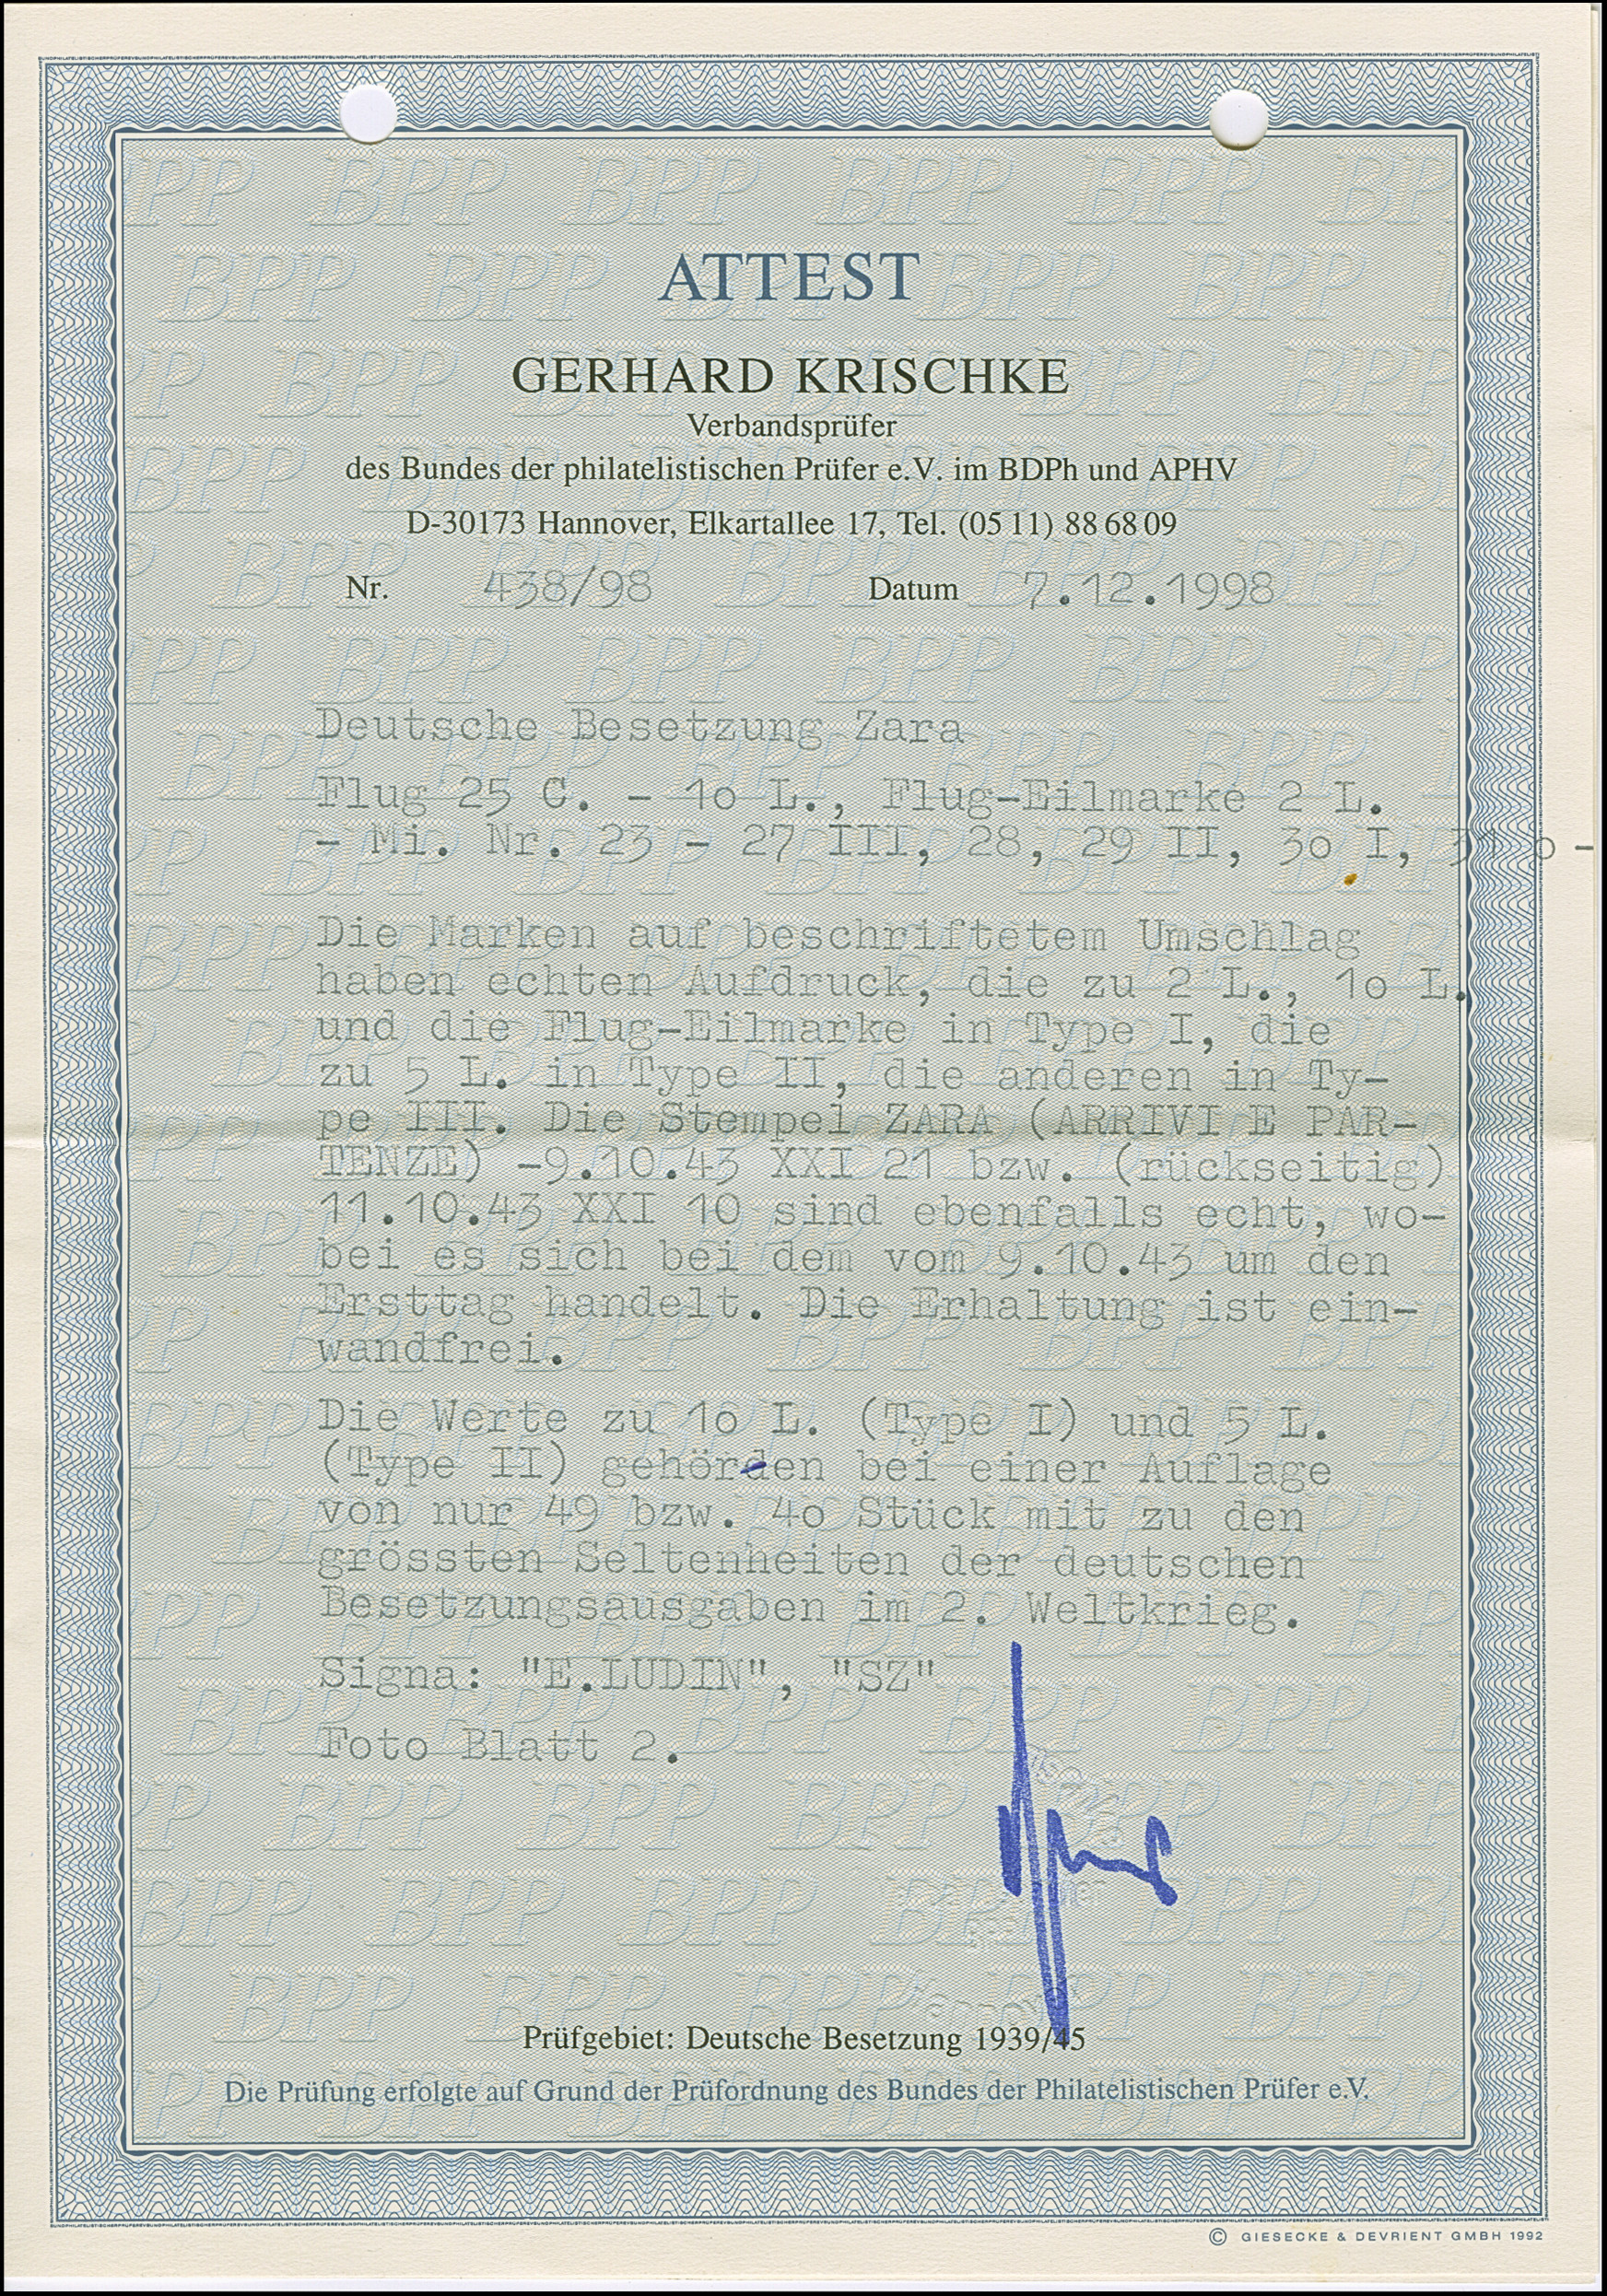 ATTEST
GERHARD KRISCHKE
Verbandsprüfer
des Bundes der philatelistischen Prüfer e.V. im BDPh und APHV
D-30173 Hannover, Elkartallee 17, Tel. (05 11) 88 68 09
Nr. 438/98 Datum 7.12.1998
Deutsche Besetzung Zara
Flug 25 C. - 1o L., Flug-Eilmarke 2 L.
- Mi. Nr. 23 - 27 III, 28, 29 II, 3o I, 31 o -
Die Marken auf beschriftetem Umschlag
haben echten Aufdruck, die zu 2 L., 1o L.
und die Flug-Eilmarke in Type I, die
zu 5 L. in Type II, die anderen in Ty-
pe III. Die Stempel ZARA (ARRIVI E PAR-
TENZE) -9.10.43 XXI 21 bzw. (rückseitig)
11.10.43 XXI 10 sind ebenfalls echt, wo-
bei es sich bei dem vom 9.10.43 um den
Ersttag handelt. Die Erhaltung ist ein-
wandfrei.
Die Werte zu 1o L. (Type I) und 5 L.
(Type II) gehörden bei einer Auflage
von nur 49 bzw. 4o Stück mit zu den
grössten Seltenheiten der deutschen
Besetzungsausgaben im 2. Weltkrieg.
Signa: "E.LUDIN", "SZ"
Foto Blatt 2.
Prüfgebiet: Deutsche Besetzung 1939/45
Die Prüfung erfolgte auf Grund der Prüfordnung des Bundes der Philatelistischen Prüfer e.V.
© GIESECKE & DEVRIENT GMBH 1992